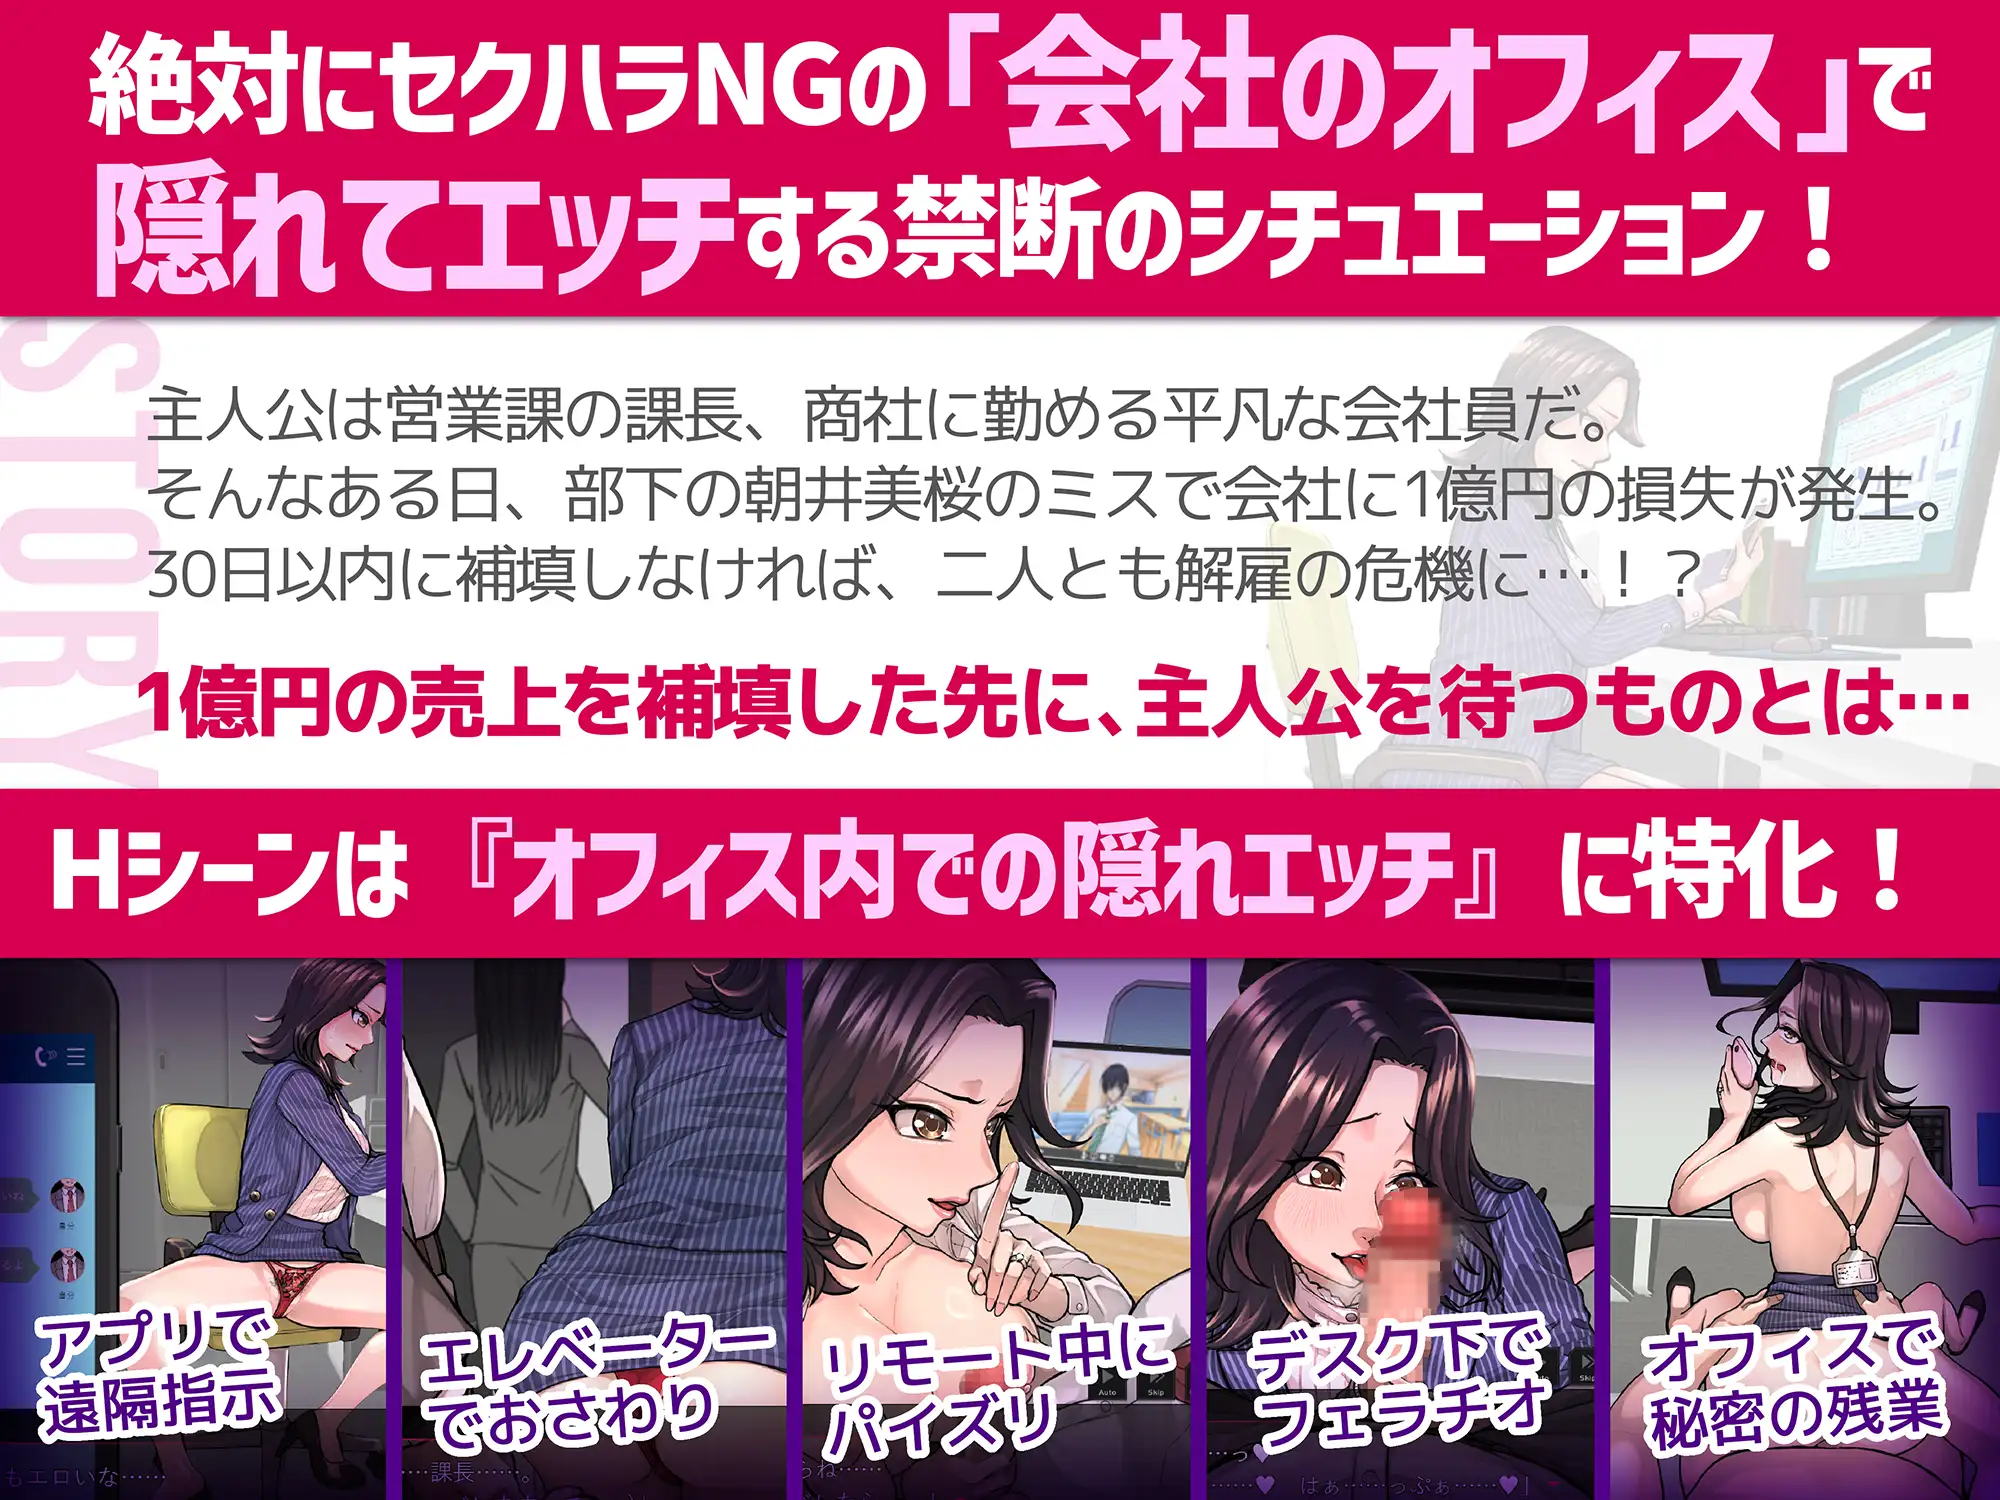 絶対にセクハラNGの「会社のオフィス」で
隠れてエッチする禁断のシチュエーション！
STORY
主人公は営業課の課長、商社に勤める平凡な会社員だ。
そんなある日、部下の朝井美桜のミスで会社に1億円の損失が発生。
30日以内に補填しなければ、二人とも解雇の危機に…！？
1億円の売上を補填した先に、主人公を待つものとは…
Hシーンは『オフィス内での隠れエッチ』に特化！
アプリで
遠隔指示
もエロいな……
エレベーター
でおさわり
……課長……。
リモート中に
パイズリ
Auto
Skip
デスク下で
フェラチオ
…っ♥
……♥ はぁ……っぷぁ……♥」
オフィスで
秘密の残業